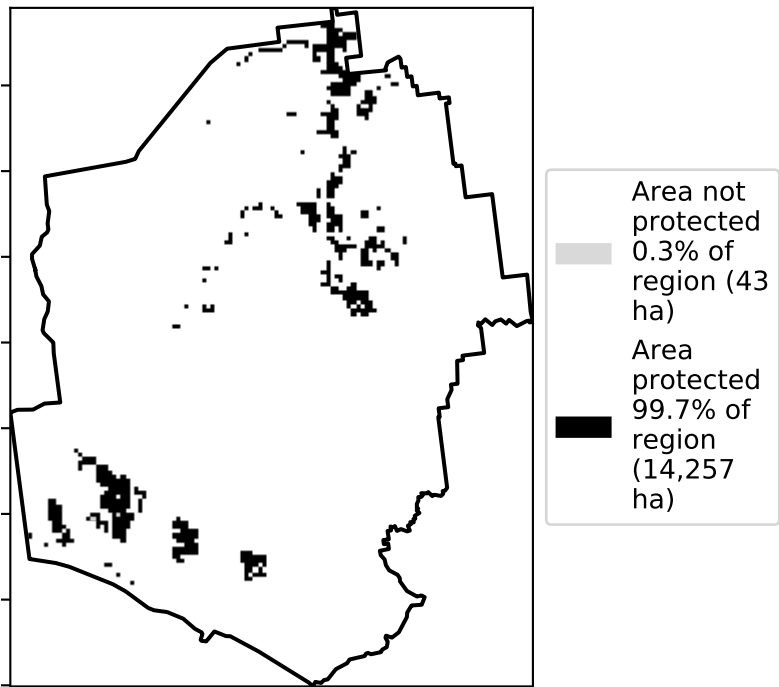 Area not
protected
0.3% of
region (43
ha)
Area
protected
99.7% of
region
(14,257
ha)